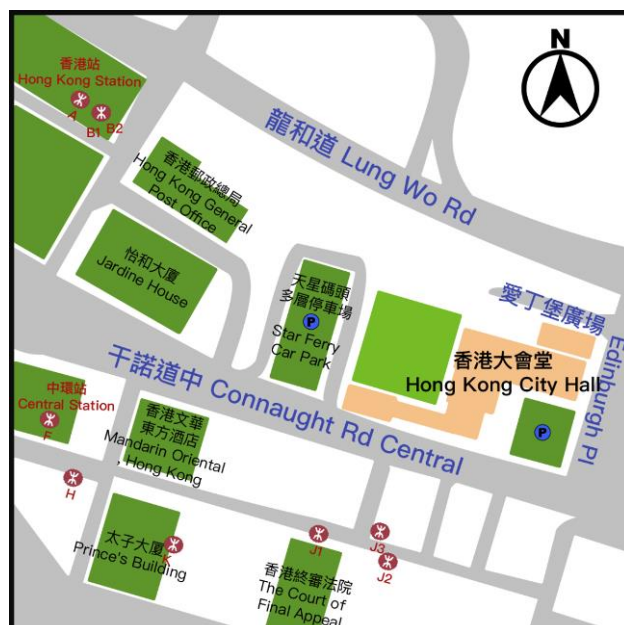 N
香港站
Hong Kong Station
A
B1
B2
龍和道 Lung Wo Rd
香港郵政總局
Hong Kong General
Post Office
怡和大廈
Jardine House
天星碼頭
多層停車場
P
Star Ferry
Car Park
愛丁堡廣場 Edinburgh Pl
香港大會堂
Hong Kong City Hall
P
干諾道中 Connaught Rd Central
中環站
Central Station
F
香港文華
東方酒店
Mandarin Oriental
, Hong Kong
H
太子大廈
Prince's Building
K
J1
J3
J2
香港終審法院
The Court of
Final Appeal